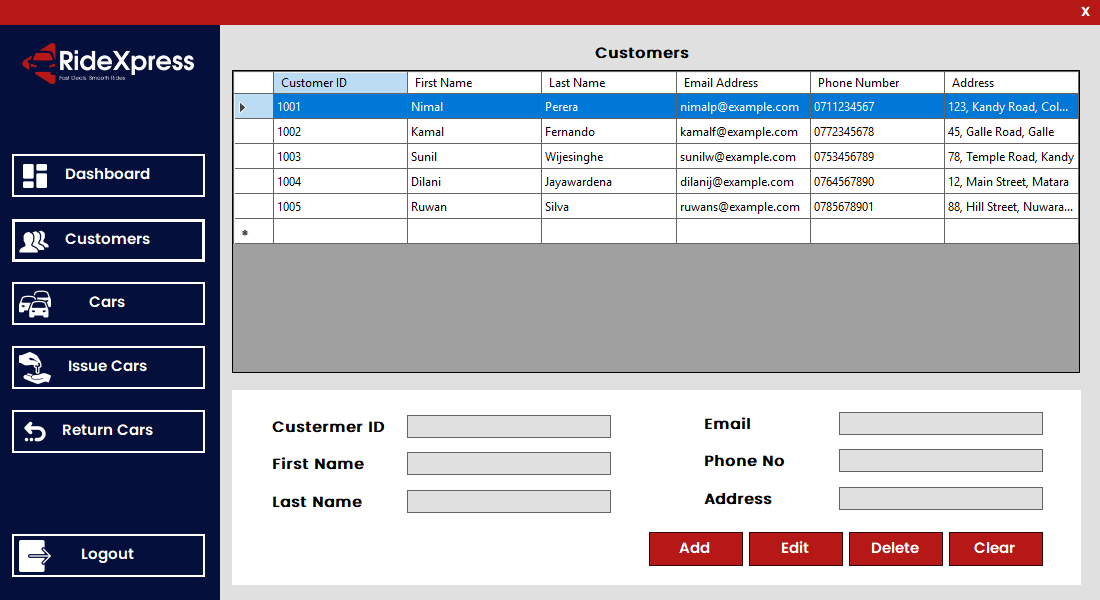 X
RideXpress
Fast Deals. Smooth Rides
Dashboard
Customers
Cars
Issue Cars
Return Cars
Logout
Customers
Customer ID First Name Last Name Email Address Phone Number Address
1001 Nimal Perera nimalp@example.com 0711234567 123, Kandy Road, Col...
1002 Kamal Fernando kamalf@example.com 0772345678 45, Galle Road, Galle
1003 Sunil Wijesinghe sunilw@example.com 0753456789 78, Temple Road, Kandy
1004 Dilani Jayawardena dilanij@example.com 0764567890 12, Main Street, Matara
1005 Ruwan Silva ruwans@example.com 0785678901 88, Hill Street, Nuwara...
*
Custermer ID
First Name
Last Name
Email
Phone No
Address
Add Edit Delete Clear